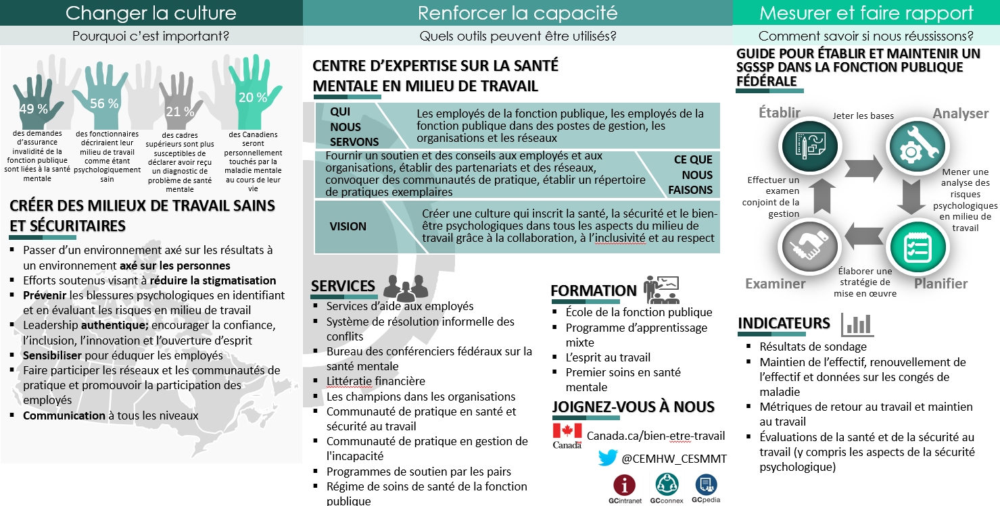 Changer la culture
Pourquoi c’est important?
49 %
56 %
21 %
20 %
des demandes
d’assurance
invalidité de la
fonction publique
sont liées à la santé
mentale
des fonctionnaires
décriraient leur
milieu de travail
comme étant
psychologiquement
sain
des cadres
supérieurs sont plus
susceptibles de
déclarer avoir reçu
un diagnostic de
problème de santé
mentale
des Canadiens
seront
personnellement
touchés par la
maladie mentale
au cours de leur
vie
CRÉER DES MILIEUX DE TRAVAIL SAINS
ET SÉCURITAIRES
▪ Passer d’un environnement axé sur les résultats à
un environnement axé sur les personnes
▪ Efforts soutenus visant à réduire la stigmatisation
▪ Prévenir les blessures psychologiques en identifiant
et en évaluant les risques en milieu de travail
▪ Leadership authentique; encourager la confiance,
l’inclusion, l’innovation et l’ouverture d’esprit
▪ Sensibiliser pour éduquer les employés
▪ Faire participer les réseaux et les communautés de
pratique et promouvoir la participation des
employés
▪ Communication à tous les niveaux
Renforcer la capacité
Quels outils peuvent être utilisés?
CENTRE D’EXPERTISE SUR LA SANTÉ
MENTALE EN MILIEU DE TRAVAIL
QUI
NOUS
SERVONS
Les employés de la fonction publique, les employés de la
fonction publique dans des postes de gestion, les
organisations et les réseaux
Fournir un soutien et des conseils aux employés et aux
organisations, établir des partenariats et des réseaux,
convoquer des communautés de pratique, établir un répertoire
de pratiques exemplaires
CE QUE
NOUS
FAISONS
VISION
Créer une culture qui inscrit la santé, la sécurité et le bien-
être psychologiques dans tous les aspects du milieu de
travail grâce à la collaboration, à l’inclusivité et au respect
SERVICES
▪ Services d’aide aux employés
▪ Système de résolution informelle des
conflits
▪ Bureau des conférenciers fédéraux sur la
santé mentale
▪ Littératie financière
▪ Les champions dans les organisations
▪ Communauté de pratique en santé et
sécurité au travail
▪ Communauté de pratique en gestion de
l'incapacité
▪ Programmes de soutien par les pairs
▪ Régime de soins de santé de la fonction
publique
FORMATION
▪ École de la fonction publique
▪ Programme d’apprentissage
mixte
▪ L’esprit au travail
▪ Premier soins en santé
mentale
JOIGNEZ-VOUS À NOUS
Canada
Canada.ca/bien-etre-travail
@CEMHW_CESMMT
GCintranet
GCconnex
GCpedia
Mesurer et faire rapport
Comment savoir si nous réussissons?
GUIDE POUR ÉTABLIR ET MAINTENIR UN
SGSSP DANS LA FONCTION PUBLIQUE
FÉDÉRALE
Établir
Jeter les bases
Analyser
Mener une
analyse des
risques
psychologiques
en milieu de
travail
Planifier
Élaborer une
stratégie de
mise en œuvre
Examiner
Effectuer un
examen
conjoint de la
gestion
INDICATEURS
▪ Résultats de sondage
▪ Maintien de l’effectif, renouvellement de
l’effectif et données sur les congés de
maladie
▪ Métriques de retour au travail et maintien
au travail
▪ Évaluations de la santé et de la sécurité au
travail (y compris les aspects de la sécurité
psychologique)